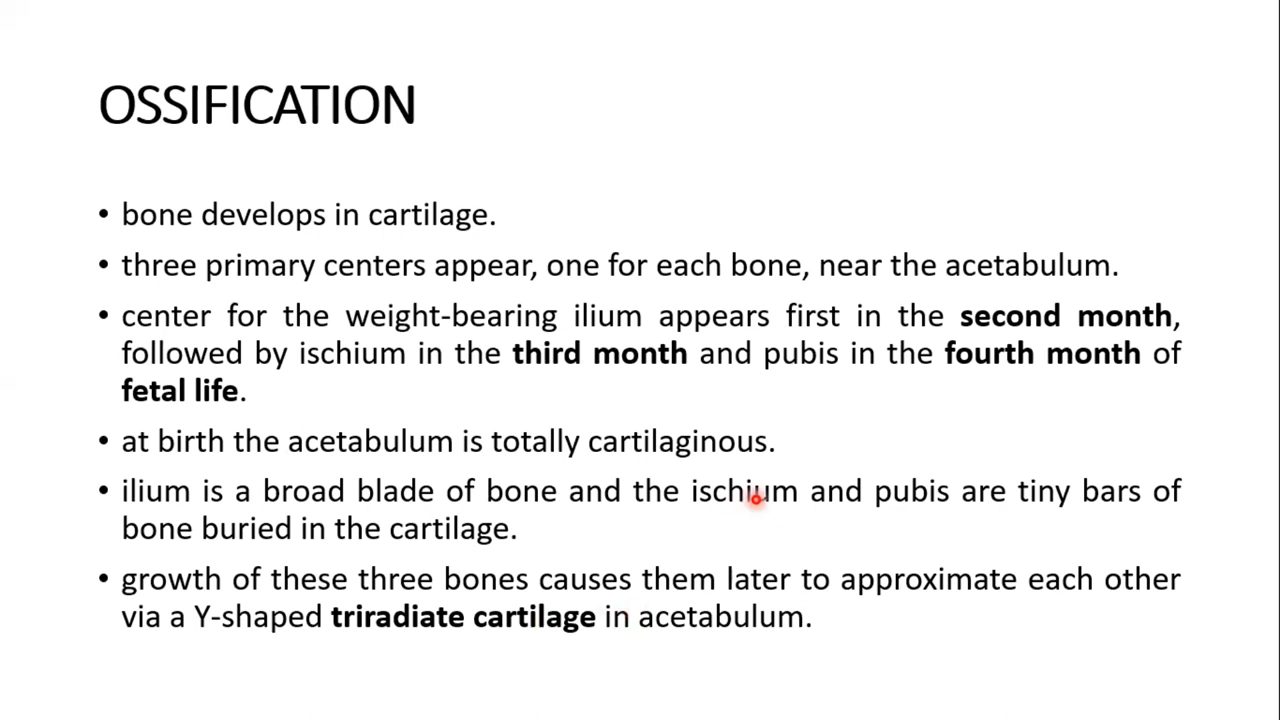 OSSIFICATION
• bone develops in cartilage.
• three primary centers appear, one for each bone, near the acetabulum.
• center for the weight-bearing ilium appears first in the second month,
followed by ischium in the third month and pubis in the fourth month of
fetal life.
• at birth the acetabulum is totally cartilaginous.
• ilium is a broad blade of bone and the ischium and pubis are tiny bars of
bone buried in the cartilage.
• growth of these three bones causes them later to approximate each other
via a Y-shaped triradiate cartilage in acetabulum.